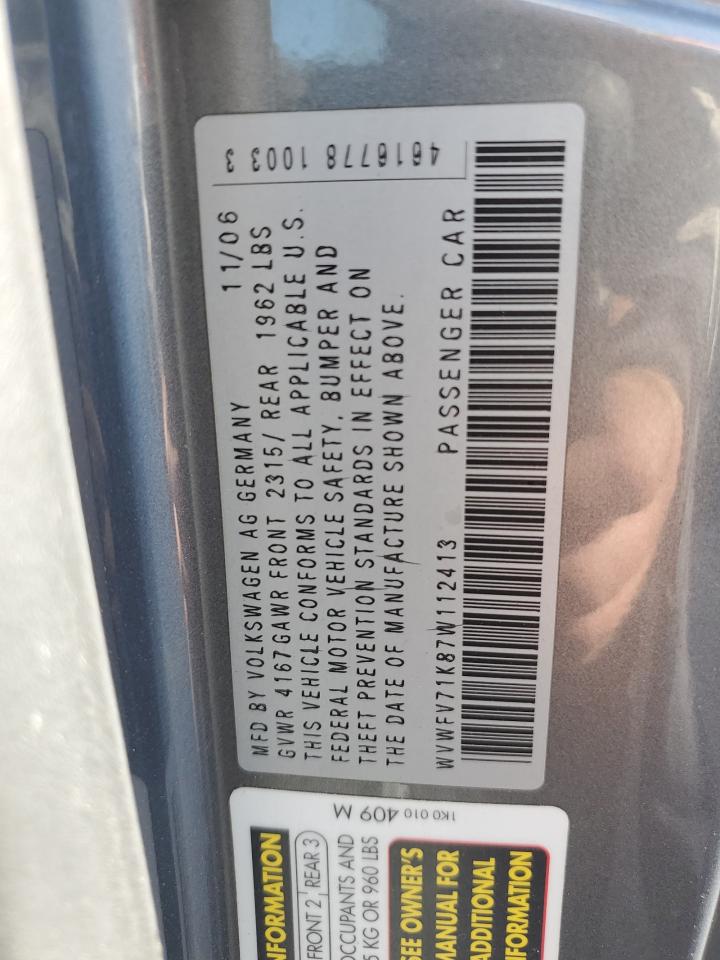 4616778 1003 3
MFD BY VOLKSWAGEN AG GERMANY 11/06
GVWR 4167 GAWR FRONT 2315/ REAR 1962 LBS
THIS VEHICLE CONFORMS TO ALL APPLICABLE U.S.
FEDERAL MOTOR VEHICLE SAFETY, BUMPER AND
THEFT PREVENTION STANDARDS IN EFFECT ON
THE DATE OF MANUFACTURE SHOWN ABOVE.
WVWFV71K87W112413 PASSENGER CAR
1K0 010 409 M
NFORMATION
FRONT 2 REAR 3
OCCUPANTS AND
5 KG OR 960 LBS
SEE OWNER'S
MANUAL FOR
ADDITIONAL
INFORMATION